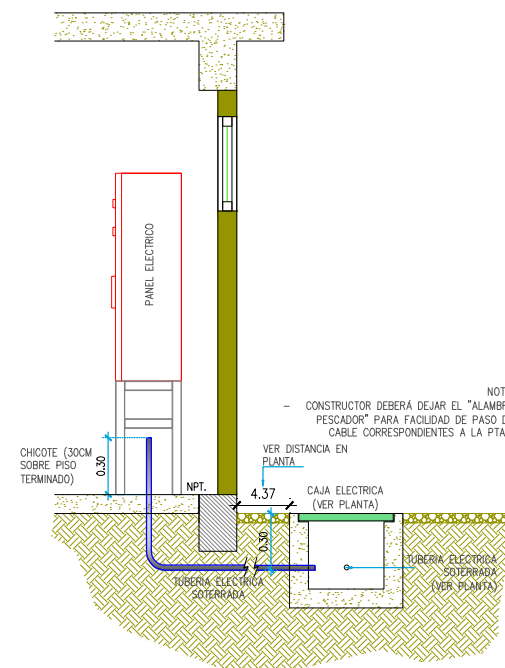 PANEL ELECTRICO
NOT
- CONSTRUCTOR DEBERÁ DEJAR EL "ALAMBR
PESCADOR" PARA FACILIDAD DE PASO D
CABLE CORRESPONDIENTES A LA PTA
CHICOTE (30CM
SOBRE PISO
TERMINADO)
0.30
NPT.
VER DISTANCIA EN
PLANTA
4.37
CAJA ELECTRICA
(VER PLANTA)
0.30
TUBERIA ELECTRICA
SOTERRADA
TUBERIA ELECTRICA
SOTERRADA
(VER PLANTA)